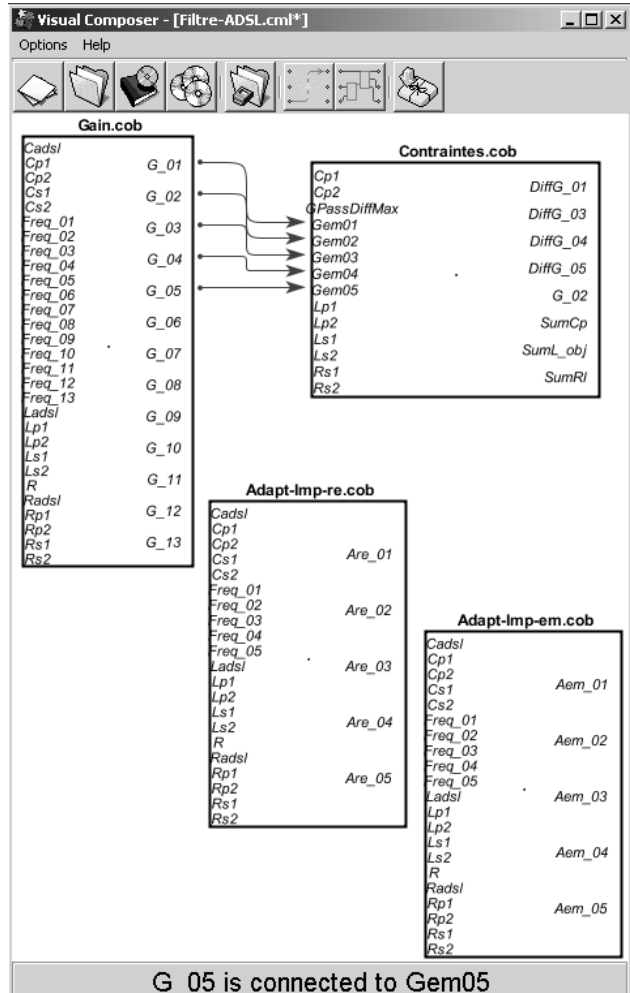 Visual Composer - [Filtre-ADSL.cml*]
Options Help
Gain.cob
Cadsl
Cp1
Cp2
Cs1
Cs2
Freq_01
Freq_02
Freq_03
Freq_04
Freq_05
Freq_06
Freq_07
Freq_08
Freq_09
Freq_10
Freq_11
Freq_12
Freq_13
Ladsl
Lp1
Lp2
Ls1
Ls2
R
Radsl
Rp1
Rp2
Rs1
Rs2
G_01
G_02
G_03
G_04
G_05
G_06
G_07
G_08
G_09
G_10
G_11
G_12
G_13
Contraintes.cob
Cp1
Cp2
GPassDiffMax
Gem01
Gem02
Gem03
Gem04
Gem05
Lp1
Lp2
Ls1
Ls2
Rs1
Rs2
DiffG_01
DiffG_03
DiffG_04
DiffG_05
G_02
SumCp
SumL_obj
SumRl
Adapt-Imp-re.cob
Cadsl
Cp1
Cp2
Cs1
Cs2
Freq_01
Freq_02
Freq_03
Freq_04
Freq_05
Ladsl
Lp1
Lp2
Ls1
Ls2
R
Radsl
Rp1
Rp2
Rs1
Rs2
Are_01
Are_02
Are_03
Are_04
Are_05
Adapt-Imp-em.cob
Cadsl
Cp1
Cp2
Cs1
Cs2
Freq_01
Freq_02
Freq_03
Freq_04
Freq_05
Ladsl
Lp1
Lp2
Ls1
Ls2
R
Radsl
Rp1
Rp2
Rs1
Rs2
Aem_01
Aem_02
Aem_03
Aem_04
Aem_05
G_05 is connected to Gem05